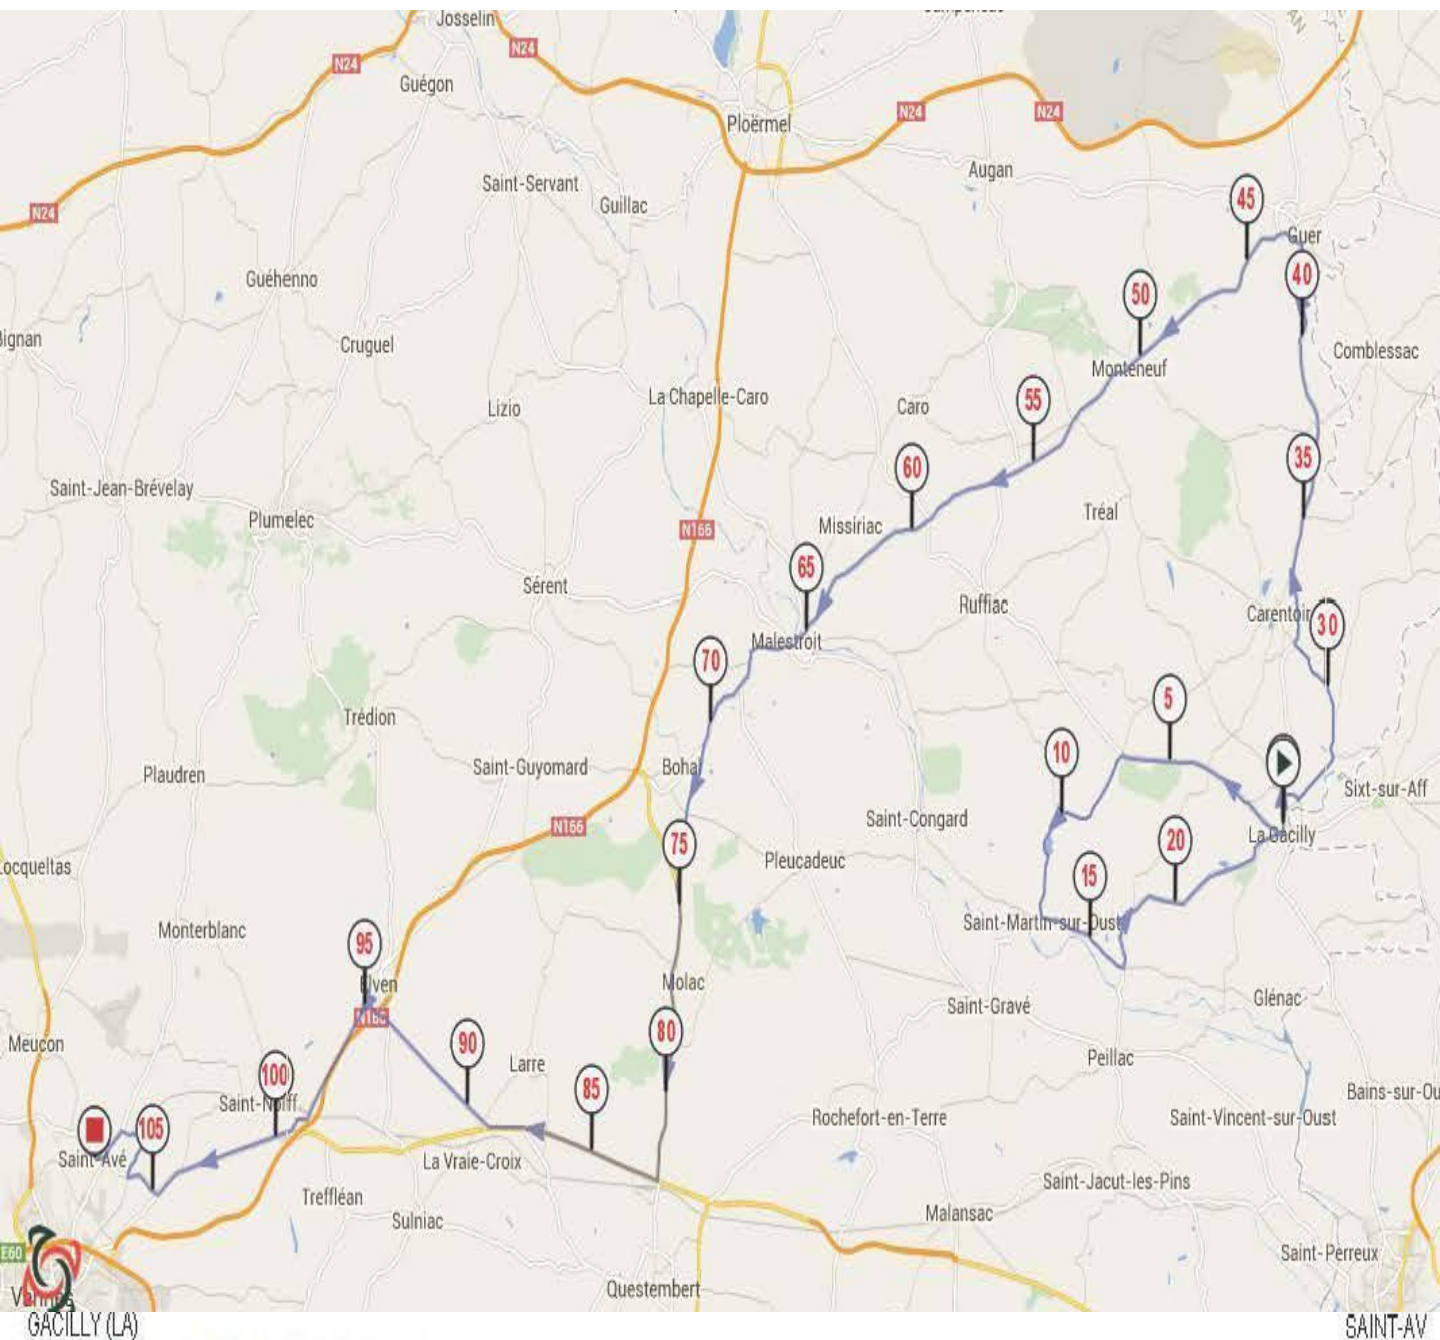 Josselin
N24
N24
Guégon
N24
N24
Ploërmel
Augan
Saint-Servant
45
Guillac
N24
Guer
40
Guéhenno
50
Bignan
Cruguel
Comblessac
Monteneuf
La Chapelle-Caro
55
Caro
Lizio
35
60
Saint-Jean-Brévelay
Tréal
Plumelec
Missiriac
N166
65
Sérent
Ruffiac
Carentoir
30
Malestroit
70
5
Trédion
10
Saint-Guyomard
Bohal
Plaudren
Sixt-sur-Aff
Saint-Congard
N166
La Gacilly
20
75
Pleucadeuc
Locqueltas
15
Saint-Martin-sur-Oust
Monterblanc
95
Elven
Molac
Glénac
Saint-Gravé
N166
80
Meucon
90
Peillac
Larre
100
85
Bains-sur-Ou
Saint-Nolff
Rochefort-en-Terre
Saint-Vincent-sur-Oust
105
Saint-Avé
La Vraie-Croix
Saint-Jacut-les-Pins
Treffléan
Malansac
Sulniac
E60
Saint-Perreux
Questembert
Vannes
GACILLY (LA)
SAINT-AV